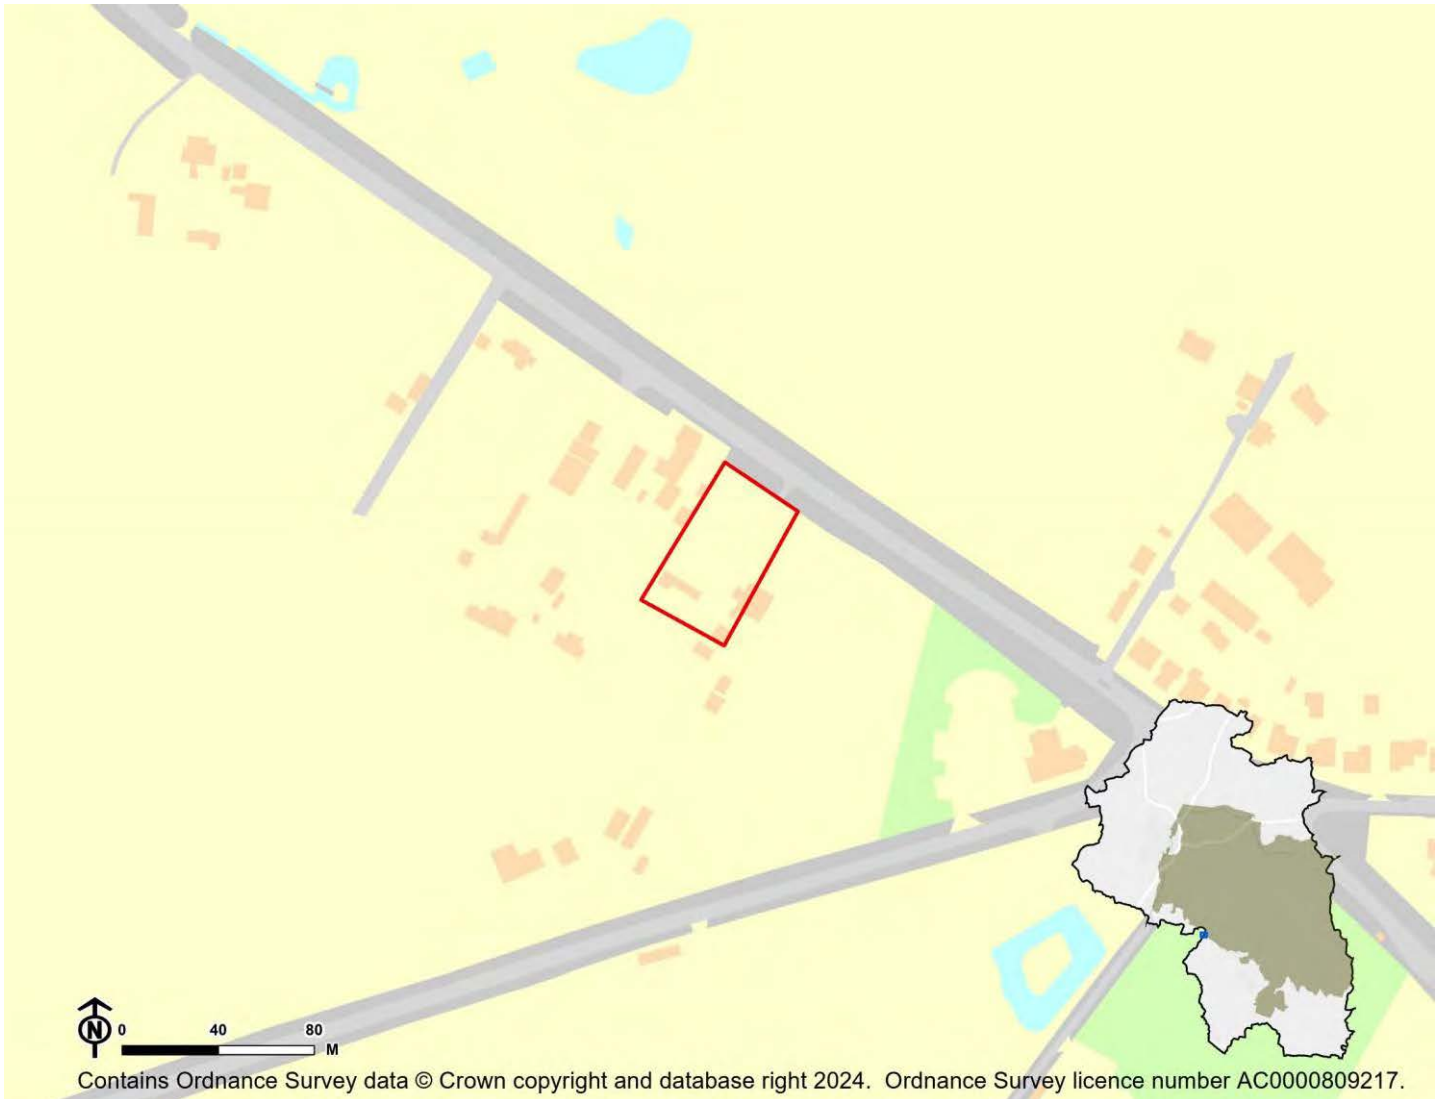 N
0 40 80
M
Contains Ordnance Survey data © Crown copyright and database right 2024. Ordnance Survey licence number AC0000809217.